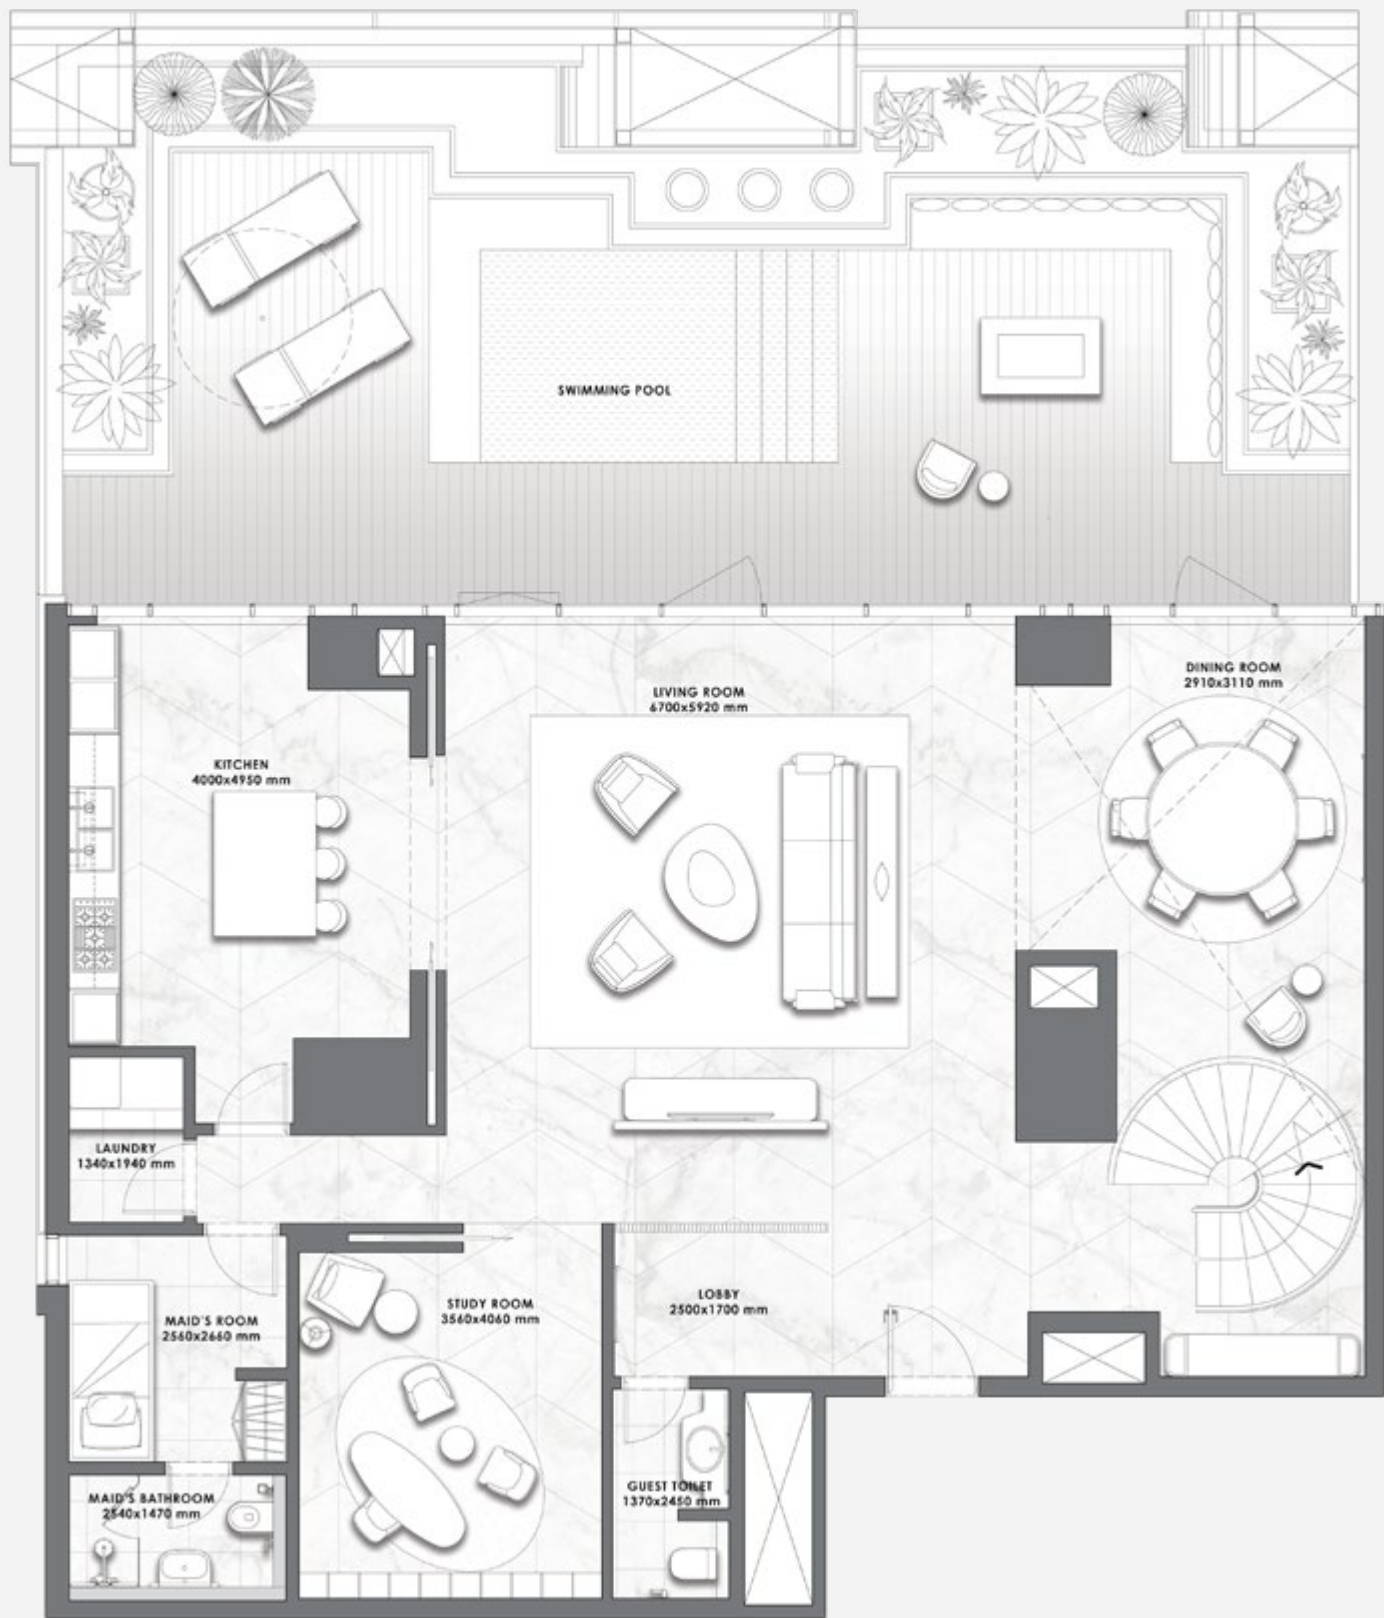 SWIMMING POOL
DINING ROOM
2910x3110 mm
LIVING ROOM
6700x5920 mm
KITCHEN
4000x4950 mm
LAUNDRY
1340x1940 mm
MAID'S ROOM
2560x2660 mm
STUDY ROOM
3560x4060 mm
LOBBY
2500x1700 mm
GUEST TOILET
1370x2450 mm
MAID'S BATHROOM
2540x1470 mm